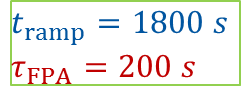 t_ramp = 1800 s
τ_FPA = 200 s